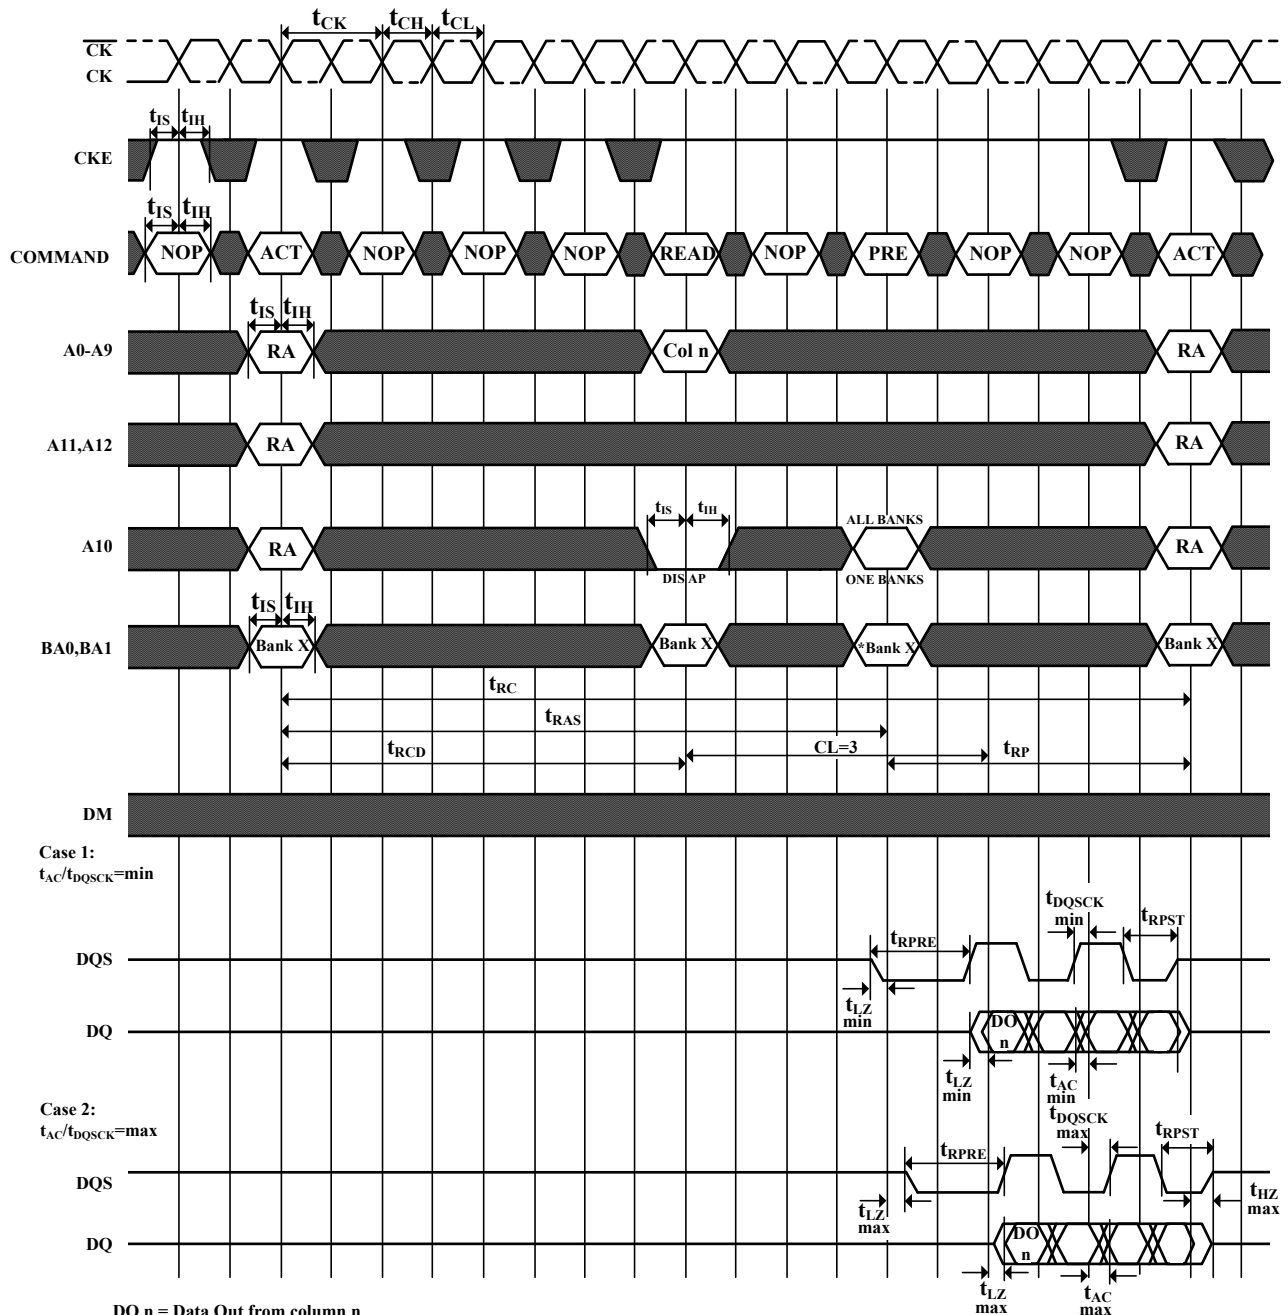 tCK tCH tCL
CK
CK
tIS tIH
CKE
tIS tIH
COMMAND NOP ACT NOP NOP NOP READ NOP PRE NOP NOP ACT
tIS tIH
A0-A9 RA Col n RA
A11,A12 RA RA
tIS tIH ALL BANKS
A10 RA RA
DIS AP ONE BANKS
tIS tIH
BA0,BA1 Bank X Bank X *Bank X Bank X
tRC
tRAS
tRCD CL=3 tRP
DM
Case 1:
tAC/tDQSCK=min
tDQSCK
min
tRPST
tRPRE
DQS
tLZ
min
DQ DO
n
tLZ
min
tAC
min
Case 2:
tAC/tDQSCK=max
tDQSCK
max
tRPST
tRPRE
DQS
tLZ
max
tHZ
max
DQ DO
n
tLZ
max
tAC
max
DO n = Data Out from column n